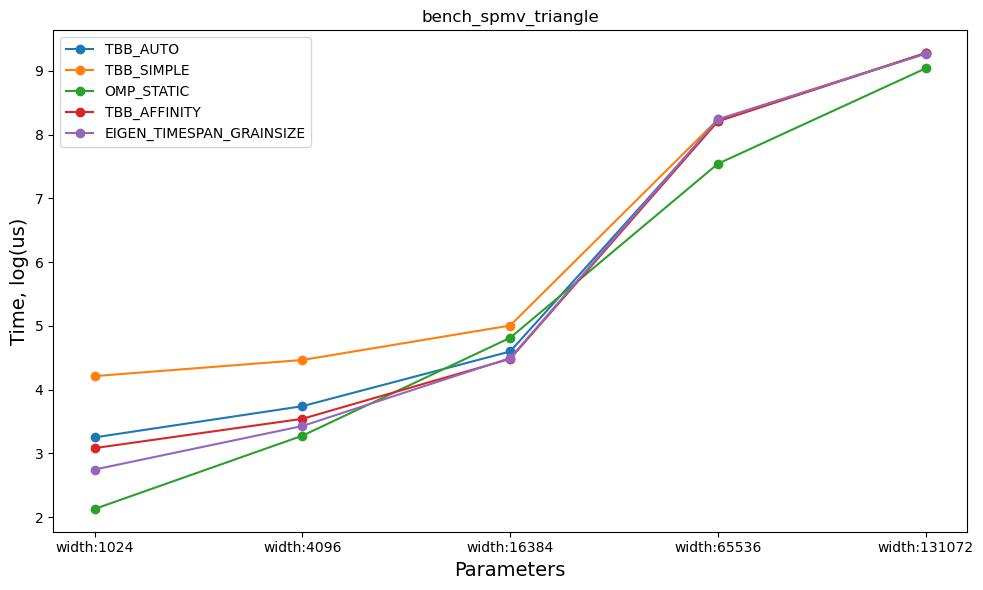 bench_spmv_triangle
TBB_AUTO
TBB_SIMPLE
OMP_STATIC
TBB_AFFINITY
EIGEN_TIMESPAN_GRAINSIZE
Time, log(us)
9
8
7
6
5
4
3
2
width:1024 width:4096 width:16384 width:65536 width:131072
Parameters